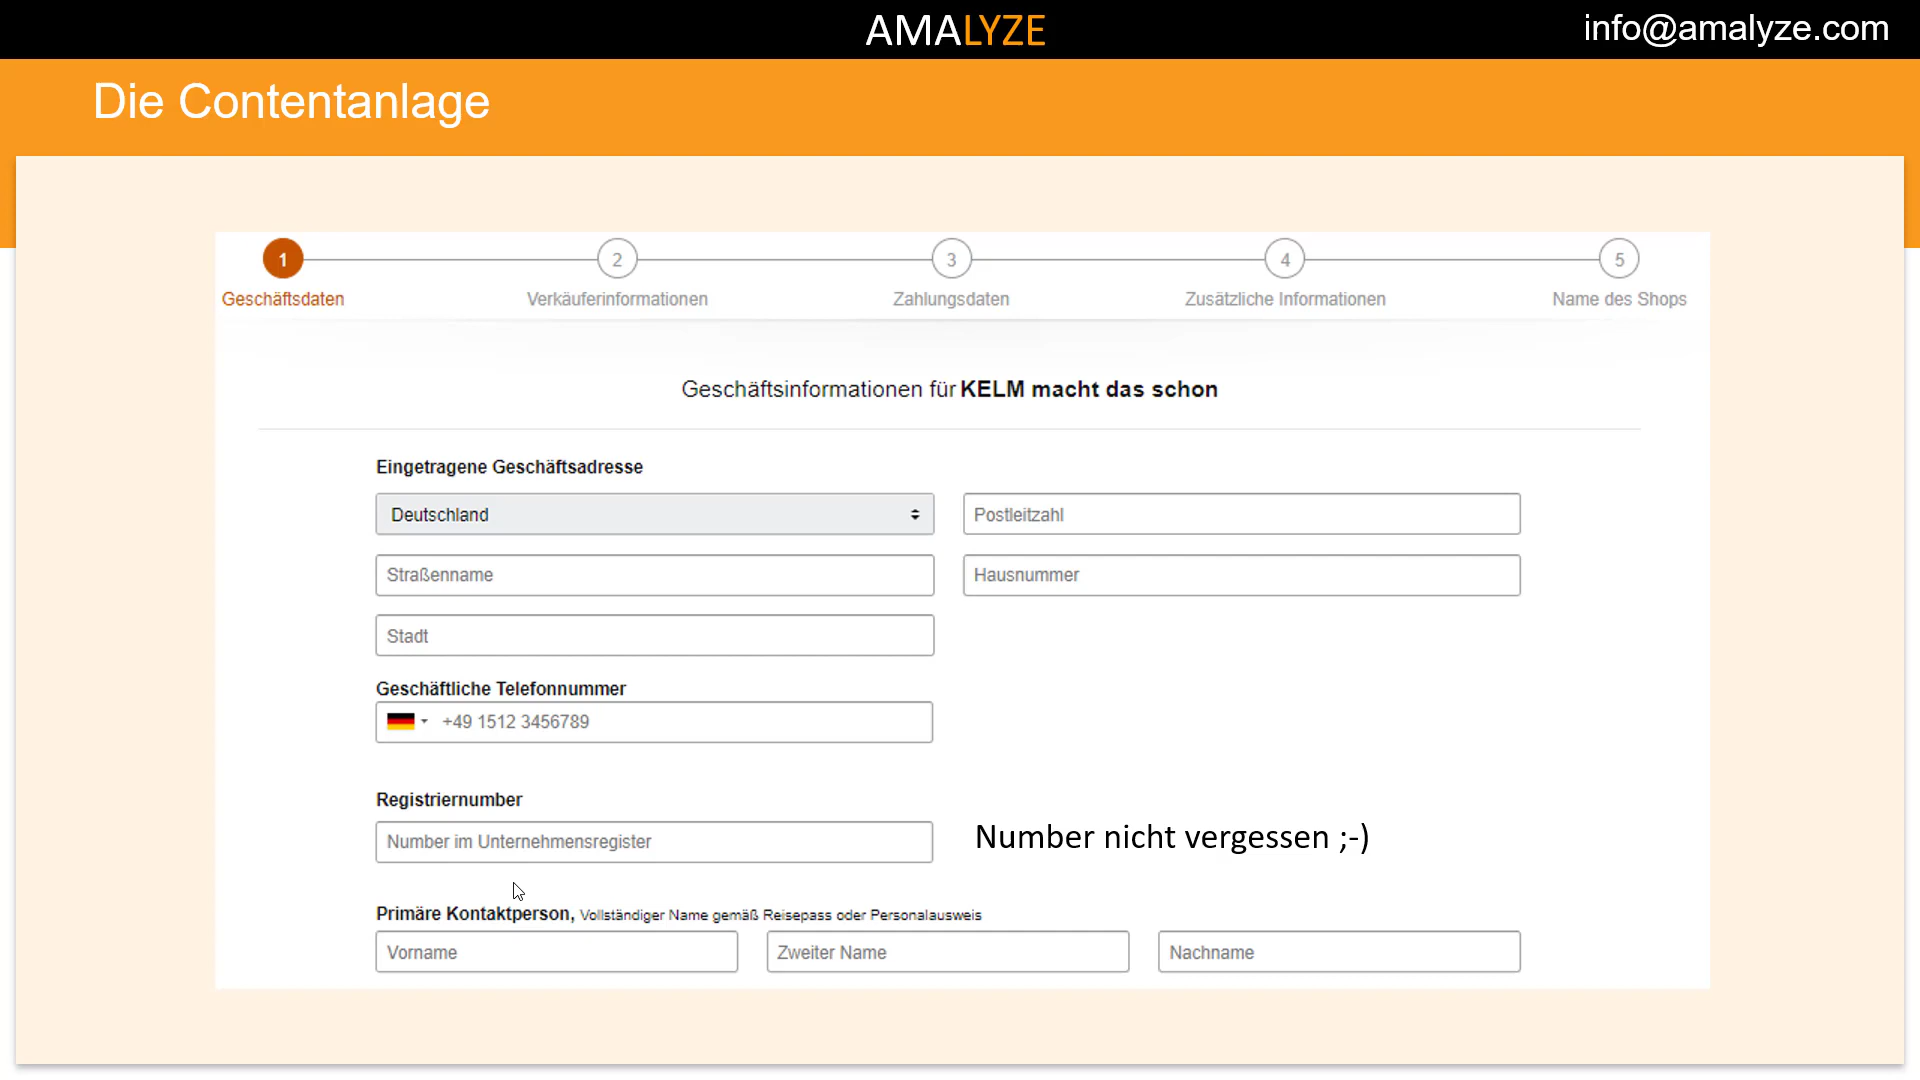 AMALYZE
info@amalyze.com
Die Contentanlage
1
2
3
4
5
Geschäftsdaten
Verkäuferinformationen
Zahlungsdaten
Zusätzliche Informationen
Name des Shops
Geschäftsinformationen für KELM macht das schon
Eingetragene Geschäftsadresse
Deutschland
Postleitzahl
Straßenname
Hausnummer
Stadt
Geschäftliche Telefonnummer
+49 1512 3456789
Registriernumber
Number im Unternehmensregister
Number nicht vergessen ;-)
Primäre Kontaktperson, Vollständiger Name gemäß Reisepass oder Personalausweis
Vorname
Zweiter Name
Nachname